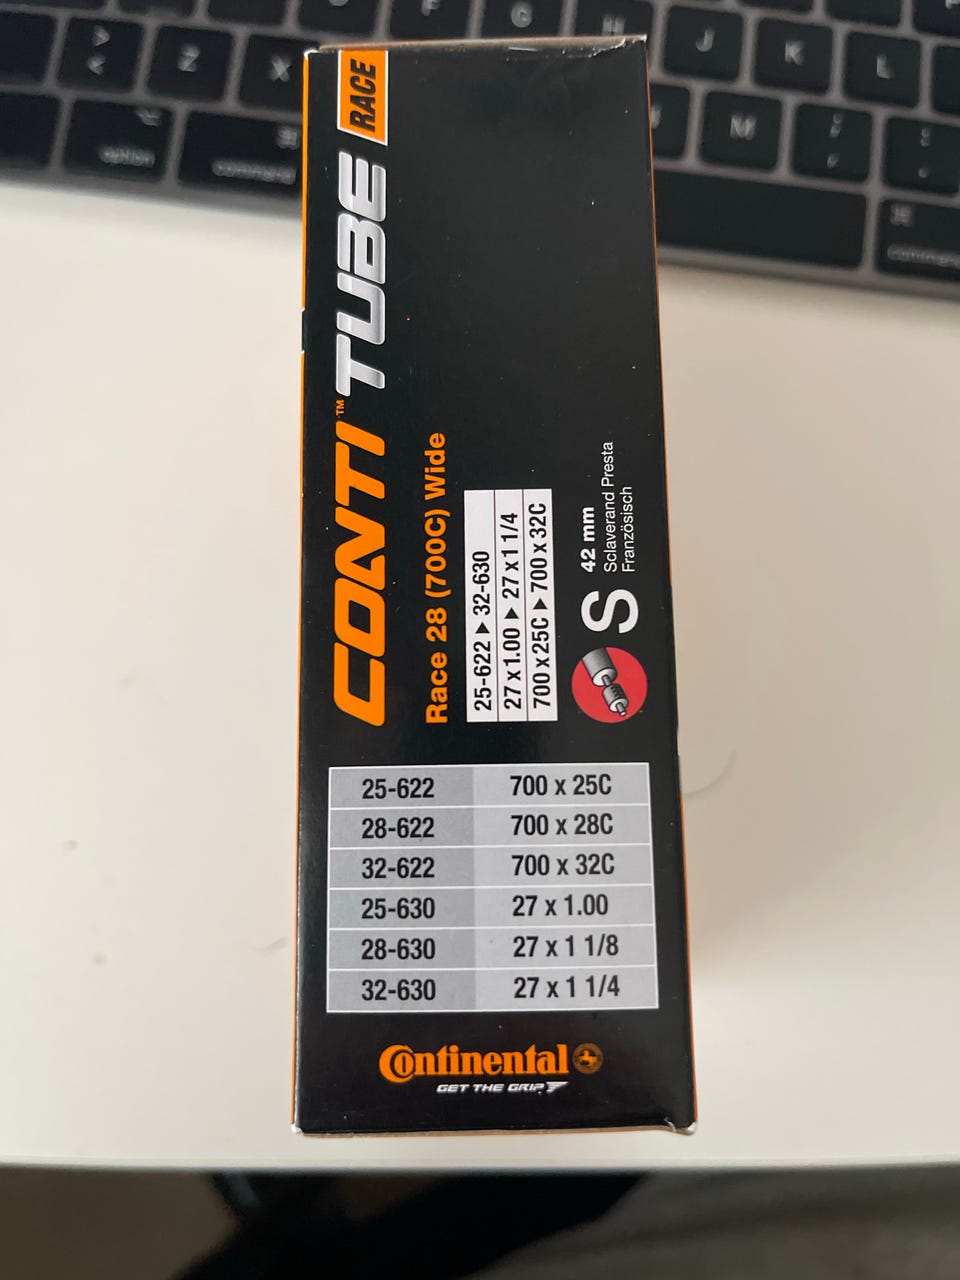 > <
Z
X
F
G
J
K
L
M
option
command
⌘
command
CONTI™ TUBE RACE
Race 28 (700C) Wide
25-622 ▶ 32-630
27 x 1.00 ▶ 27 x 1 1/4
700 x 25C ▶ 700 x 32C
S 42 mm
Sclaverand Presta
Französisch
25-622 700 x 25C
28-622 700 x 28C
32-622 700 x 32C
25-630 27 x 1.00
28-630 27 x 1 1/8
32-630 27 x 1 1/4
Continental
GET THE GRIP